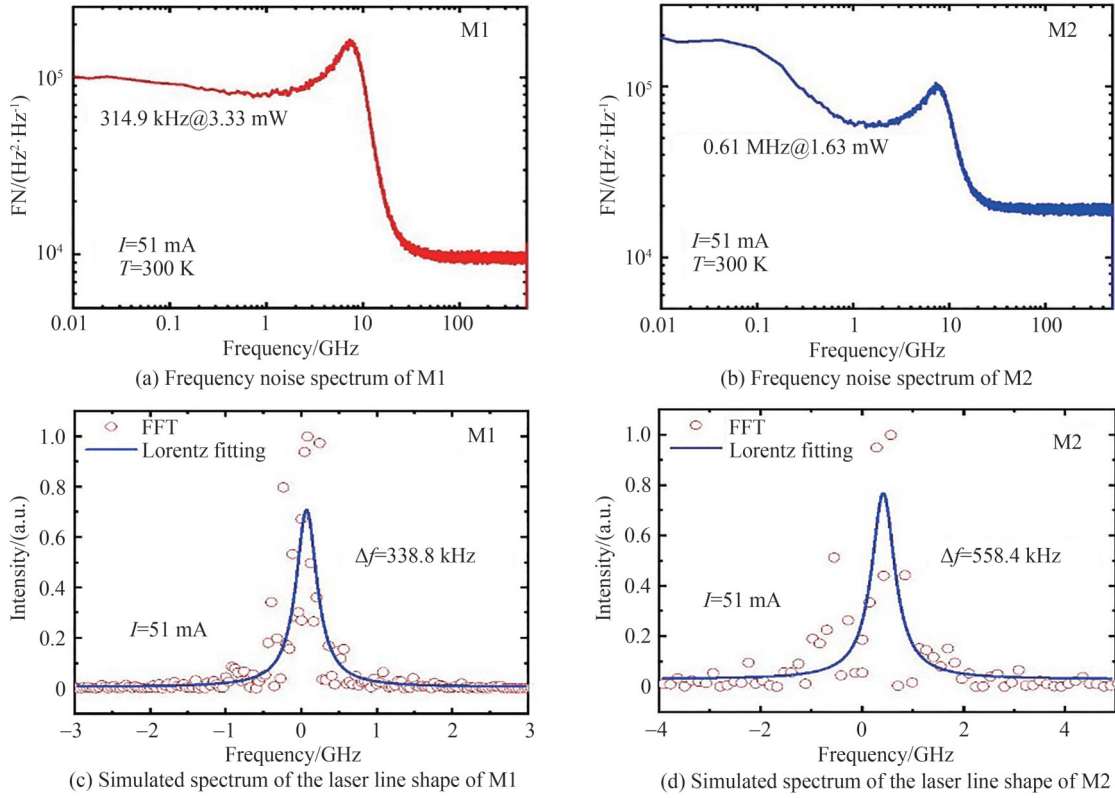 M1
FN/(Hz²·Hz⁻¹)
10⁵
10⁴
314.9 kHz@3.33 mW
I=51 mA
T=300 K
0.01 0.1 1 10 100
Frequency/GHz
(a) Frequency noise spectrum of M1
M2
FN/(Hz²·Hz⁻¹)
10⁵
10⁴
0.61 MHz@1.63 mW
I=51 mA
T=300 K
0.01 0.1 1 10 100
Frequency/GHz
(b) Frequency noise spectrum of M2
FFT
Lorentz fitting
M1
Intensity/(a.u.)
1.0
0.8
0.6
0.4
0.2
0
Δf=338.8 kHz
I=51 mA
−3 −2 −1 0 1 2 3
Frequency/GHz
(c) Simulated spectrum of the laser line shape of M1
FFT
Lorentz fitting
M2
Intensity/(a.u.)
1.0
0.8
0.6
0.4
0.2
0
Δf=558.4 kHz
I=51 mA
−4 −2 0 2 4
Frequency/GHz
(d) Simulated spectrum of the laser line shape of M2